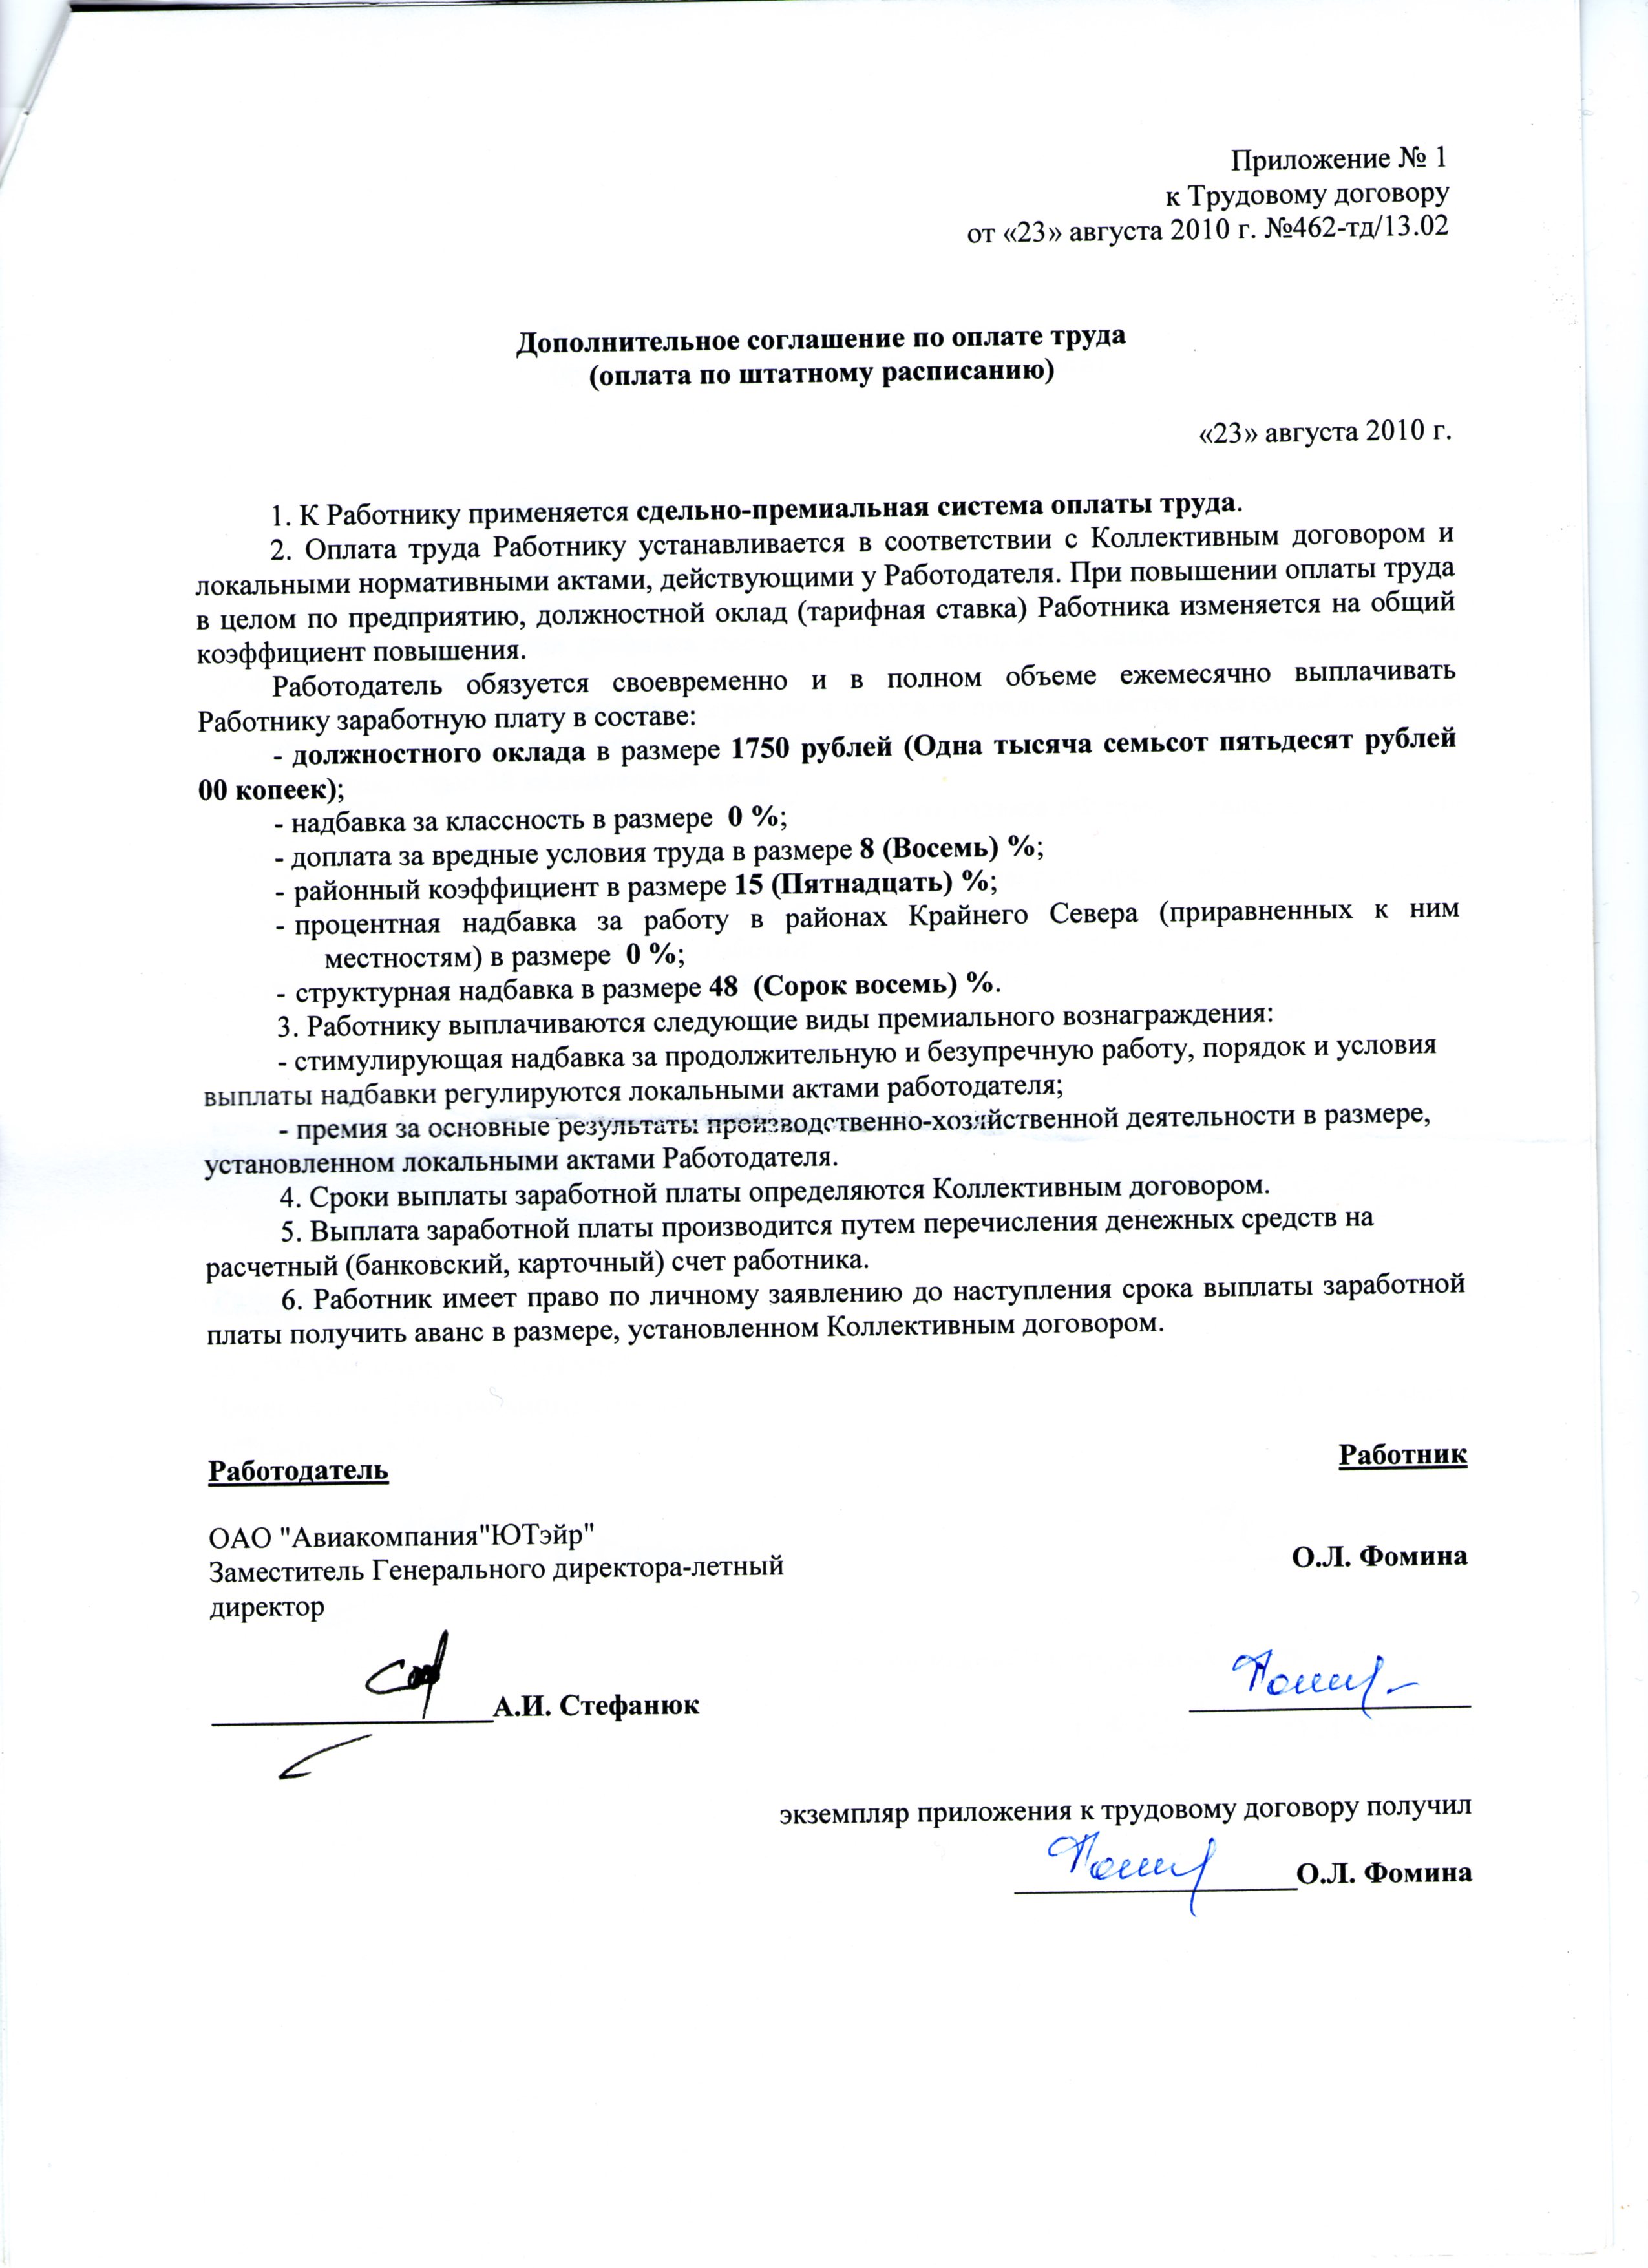 Приложение № 1
к Трудовому договору
от «23» августа 2010 г. №462-тд/13.02
Дополнительное соглашение по оплате труда
(оплата по штатному расписанию)
«23» августа 2010 г.
1. К Работнику применяется сдельно-премиальная система оплаты труда.
2. Оплата труда Работнику устанавливается в соответствии с Коллективным договором и
локальными нормативными актами, действующими у Работодателя. При повышении оплаты труда
в целом по предприятию, должностной оклад (тарифная ставка) Работника изменяется на общий
коэффициент повышения.
Работодатель обязуется своевременно и в полном объеме ежемесячно выплачивать
Работнику заработную плату в составе:
- должностного оклада в размере 1750 рублей (Одна тысяча семьсот пятьдесят рублей
00 копеек);
- надбавка за классность в размере 0 %;
- доплата за вредные условия труда в размере 8 (Восемь) %;
- районный коэффициент в размере 15 (Пятнадцать) %;
- процентная надбавка за работу в районах Крайнего Севера (приравненных к ним
местностям) в размере 0 %;
- структурная надбавка в размере 48 (Сорок восемь) %.
3. Работнику выплачиваются следующие виды премиального вознаграждения:
- стимулирующая надбавка за продолжительную и безупречную работу, порядок и условия
выплаты надбавки регулируются локальными актами работодателя;
- премия за основные результаты производственно-хозяйственной деятельности в размере,
установленном локальными актами Работодателя.
4. Сроки выплаты заработной платы определяются Коллективным договором.
5. Выплата заработной платы производится путем перечисления денежных средств на
расчетный (банковский, карточный) счет работника.
6. Работник имеет право по личному заявлению до наступления срока выплаты заработной
платы получить аванс в размере, установленном Коллективным договором.
Работодатель
Работник
ОАО "Авиакомпания"ЮТэйр"
Заместитель Генерального директора-летный
директор
О.Л. Фомина
А.И. Стефанюк
экземпляр приложения к трудовому договору получил
О.Л. Фомина